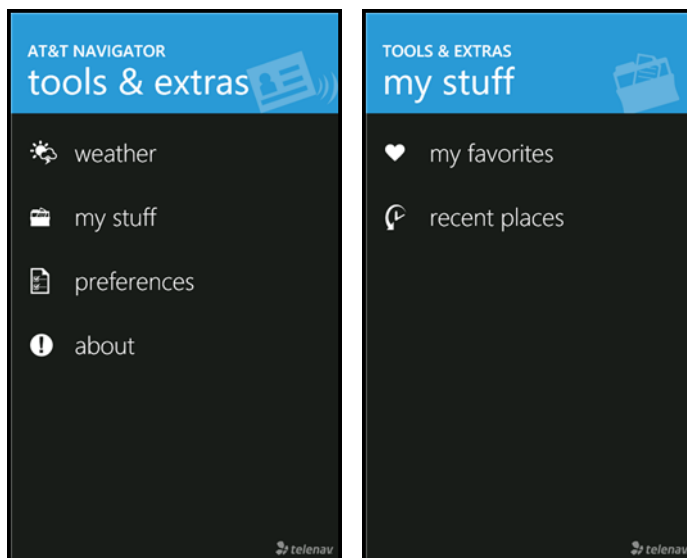 AT&T NAVIGATOR
tools & extras
weather
my stuff
preferences
about
telenav
TOOLS & EXTRAS
my stuff
my favorites
recent places
telenav